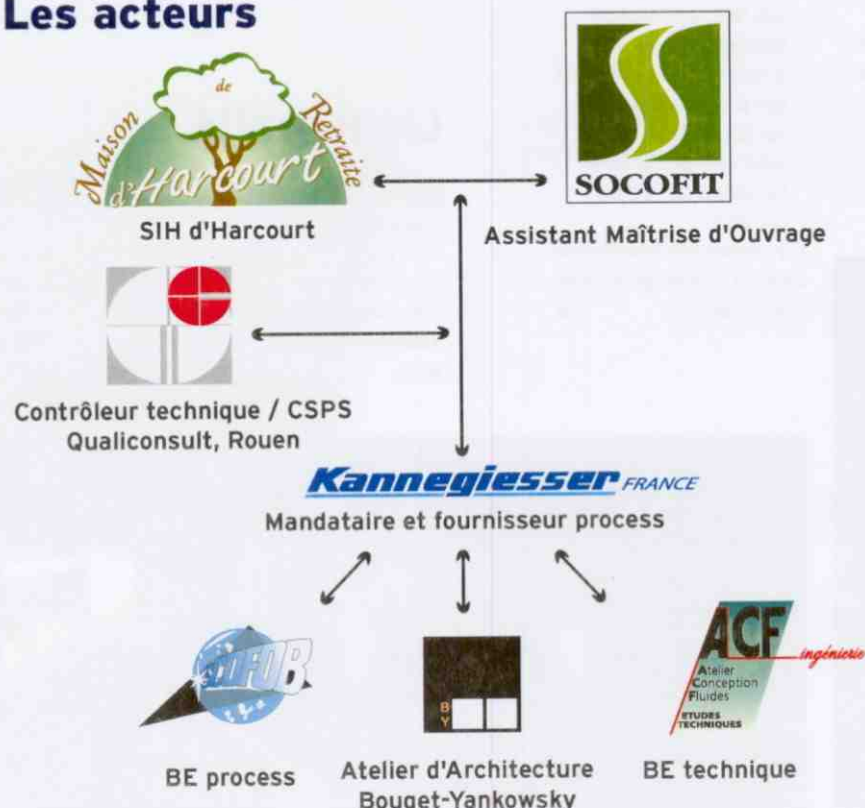 Les acteurs
Maison de Retraite
d'Harcourt
SOCOFIT
SIH d'Harcourt
Assistant Maîtrise d'Ouvrage
Contrôleur technique / CSPS
Qualiconsult, Rouen
Kannegiesser FRANCE
Mandataire et fournisseur process
ACF ingénierie
Atelier
Conception
Fluides
ETUDES
TECHNIQUES
B
Y
BE process
Atelier d'Architecture
Bouget-Yankowsky
BE technique